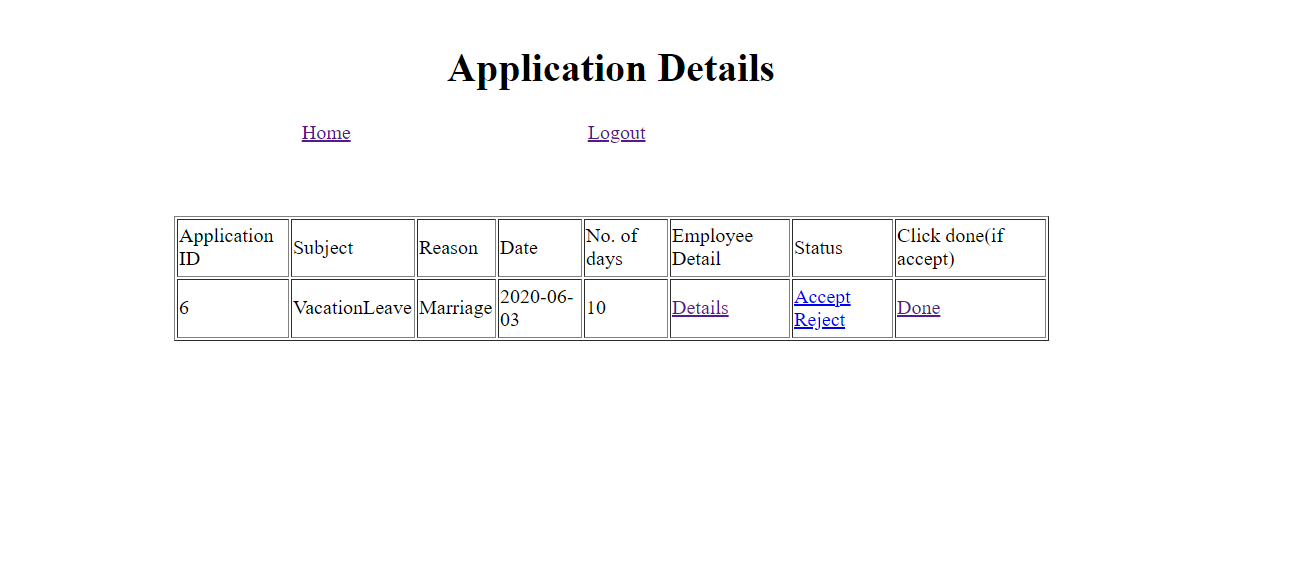 Application Details
Home Logout
Application ID Subject Reason Date No. of days Employee Detail Status Click done(if accept)
6 VacationLeave Marriage 2020-06-03 10 Details Accept Reject Done